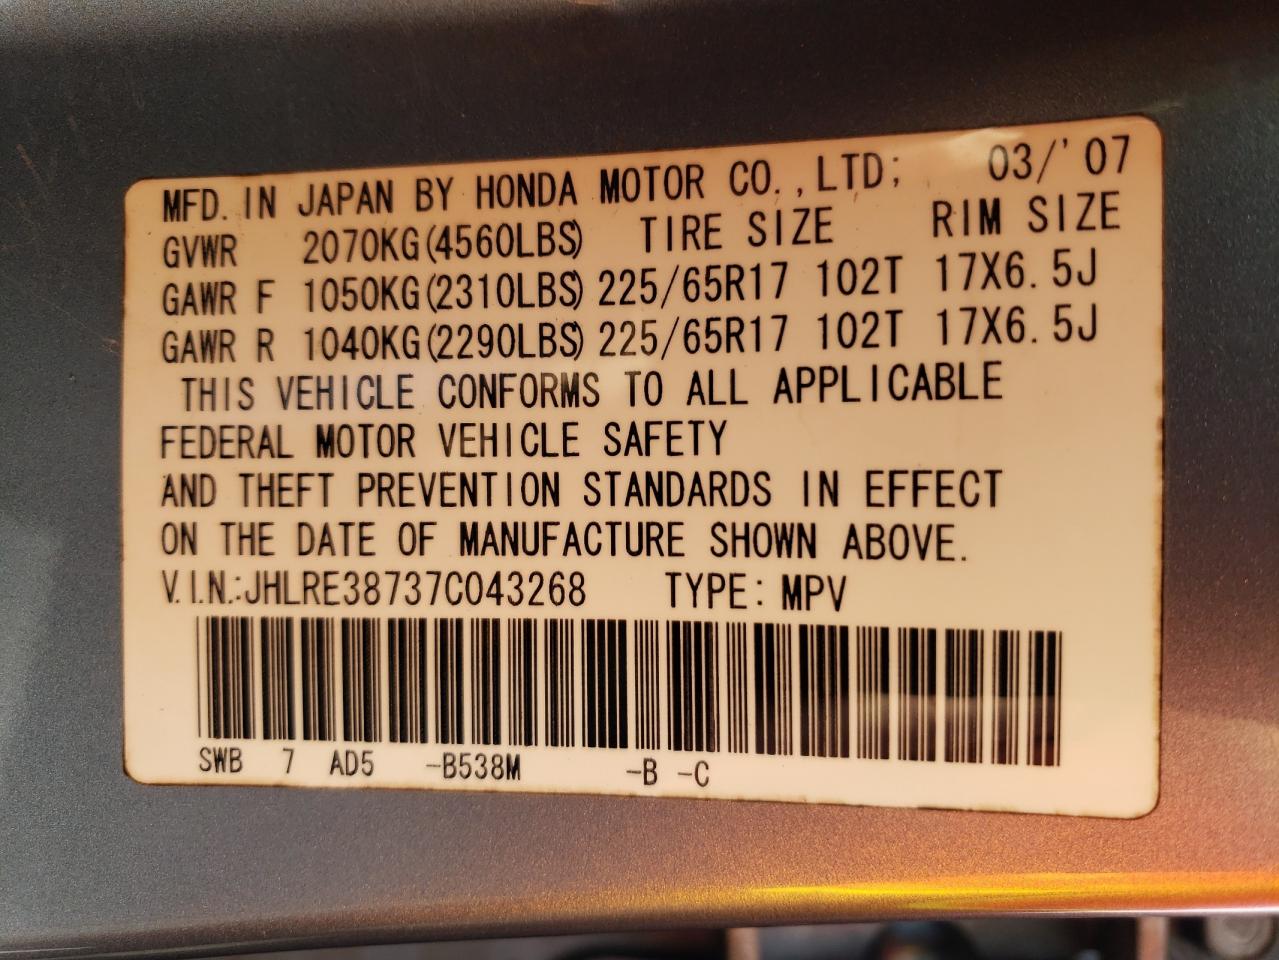 MFD. IN JAPAN BY HONDA MOTOR CO.,LTD; 03/'07
GVWR 2070KG(4560LBS) TIRE SIZE RIM SIZE
GAWR F 1050KG(2310LBS) 225/65R17 102T 17X6.5J
GAWR R 1040KG(2290LBS) 225/65R17 102T 17X6.5J
THIS VEHICLE CONFORMS TO ALL APPLICABLE
FEDERAL MOTOR VEHICLE SAFETY
AND THEFT PREVENTION STANDARDS IN EFFECT
ON THE DATE OF MANUFACTURE SHOWN ABOVE.
V.I.N.:JHLRE38737C043268 TYPE: MPV
SWB 7 AD5 -B538M -B -C